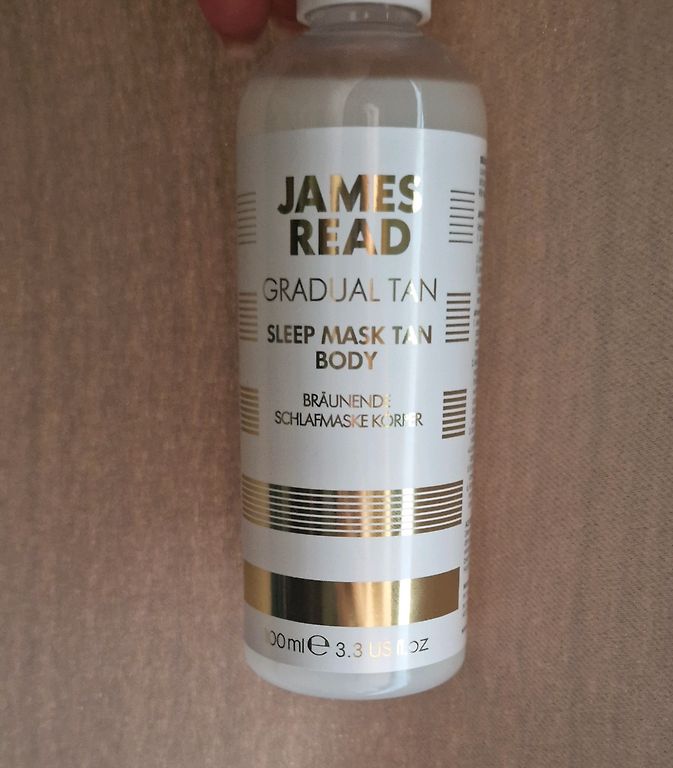 JAMES
READ
GRADUAL TAN
SLEEP MASK TAN
BODY
BRÄUNENDE
SCHLAFMASKE KÖRPER
100ml e 3.3 US fl.oz